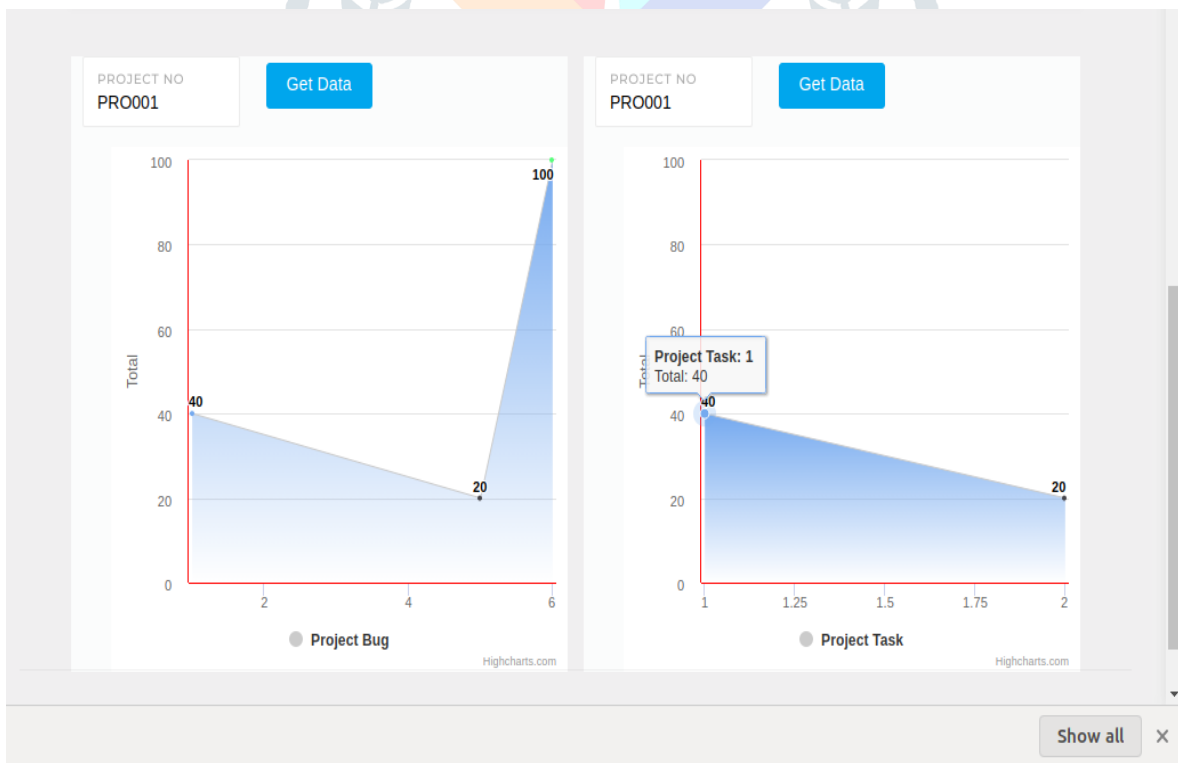 PROJECT NO
PRO001
Get Data
100
80
60
40
20
0
Total
100
40
20
2
4
6
Project Bug
Highcharts.com
PROJECT NO
PRO001
Get Data
100
80
60
40
20
0
Total
Project Task: 1
Total: 40
40
20
1
1.25
1.5
1.75
2
Project Task
Highcharts.com
Show all